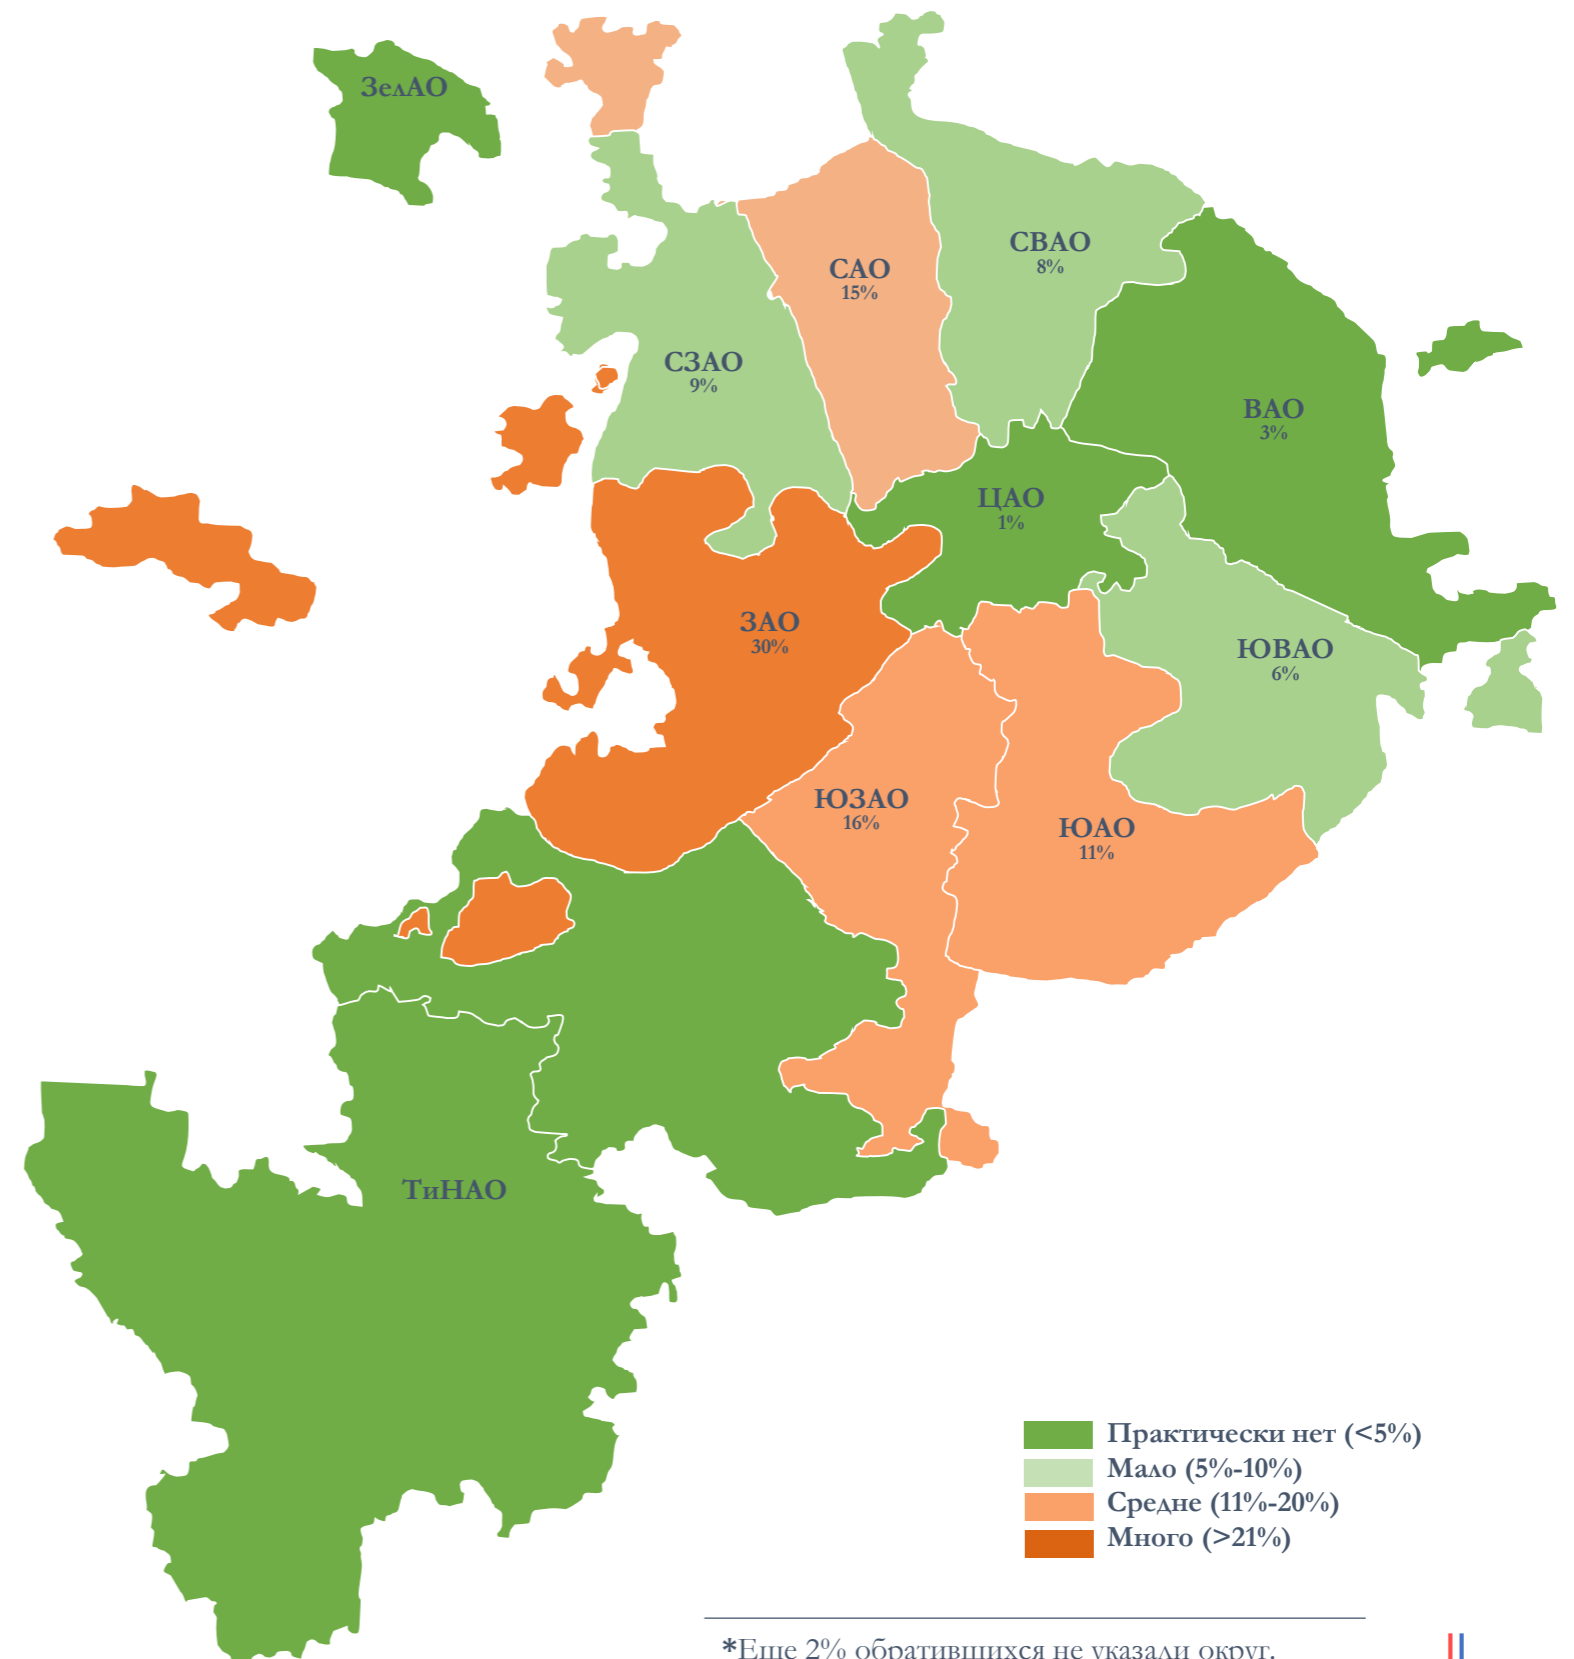 ЗелАО
СВАО
8%
САО
15%
СЗАО
9%
ВАО
3%
ЦАО
1%
ЗАО
30%
ЮВАО
6%
ЮЗАО
16%
ЮАО
11%
ТиНАО
Практически нет (<5%)
Мало (5%-10%)
Средне (11%-20%)
Много (>21%)
*Еще 2% обратившихся не указали округ.